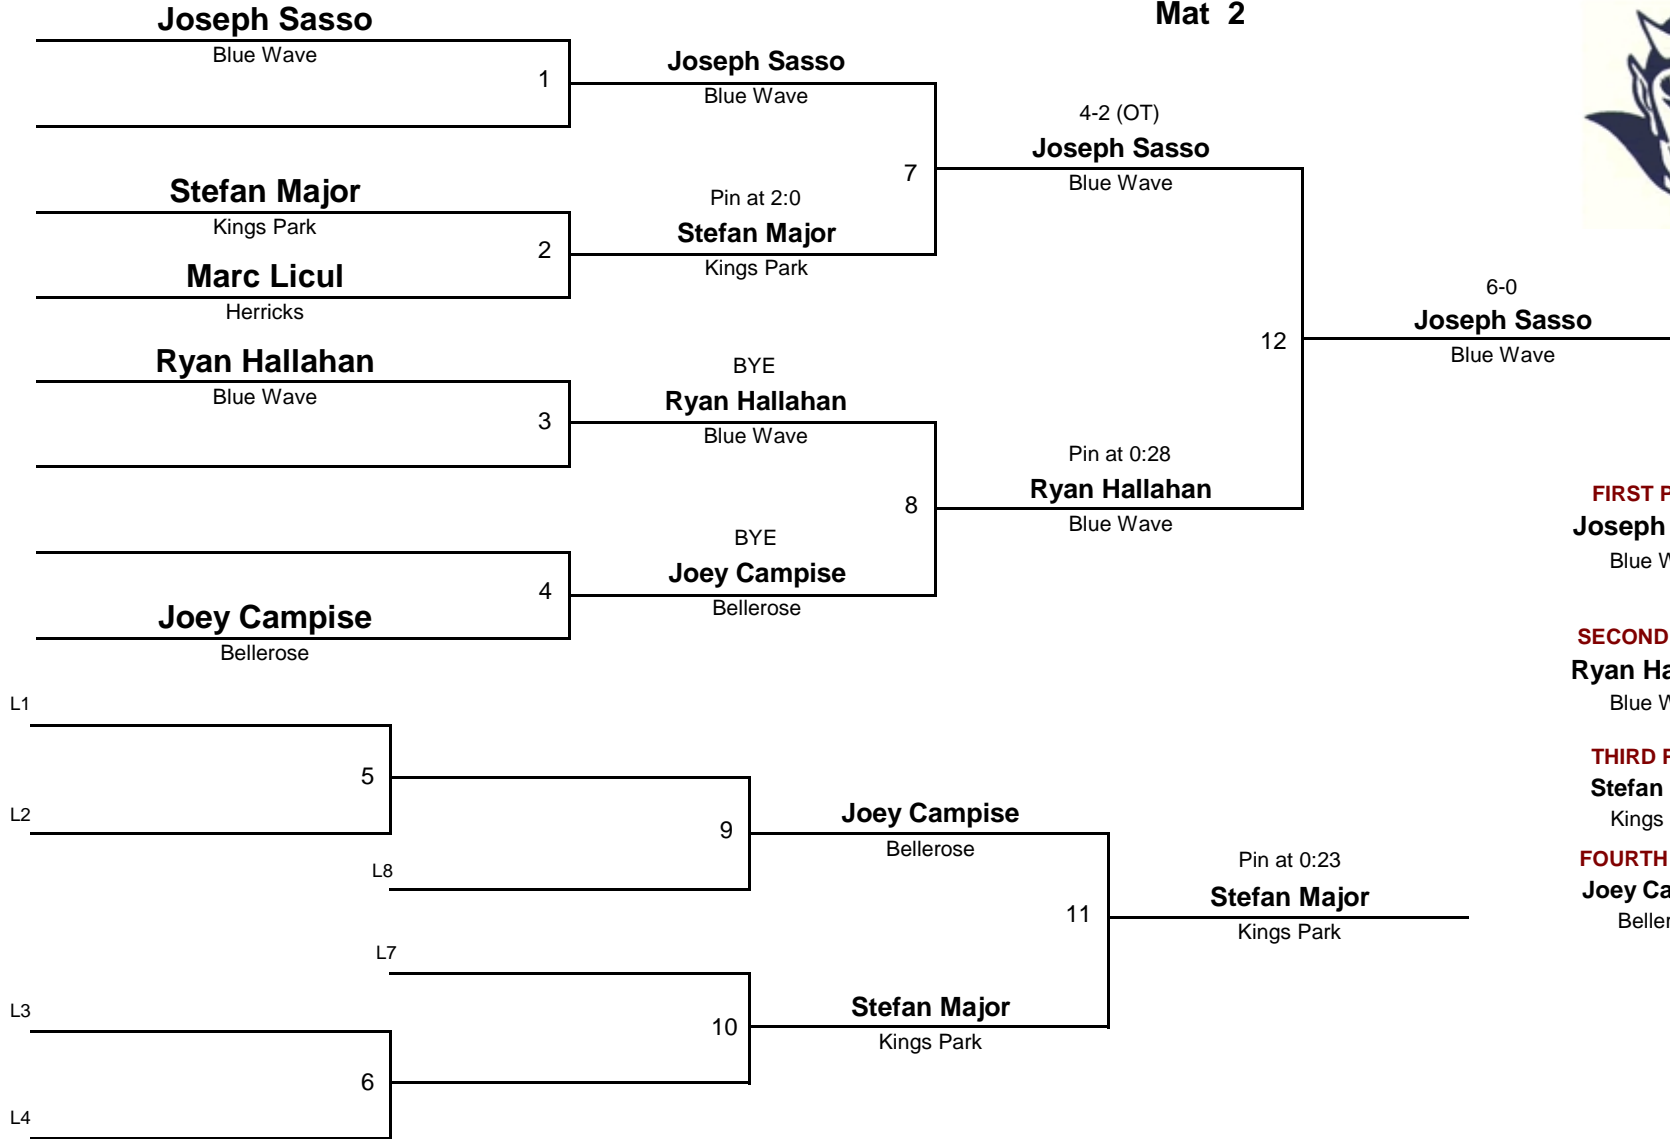 Mat 2
Joseph Sasso
Blue Wave
1
Joseph Sasso
Blue Wave
Stefan Major
Kings Park
2
Pin at 2:0
Stefan Major
Kings Park
Marc Licul
Herricks
7
4-2 (OT)
Joseph Sasso
Blue Wave
Ryan Hallahan
Blue Wave
3
BYE
Ryan Hallahan
Blue Wave
8
Pin at 0:28
Ryan Hallahan
Blue Wave
4
BYE
Joey Campise
Bellerose
Joey Campise
Bellerose
12
6-0
Joseph Sasso
Blue Wave
FIRST
Joseph
Blue
SECOND
Ryan
Blue
THIRD
Stefan
Kings
FOURTH
Joey
L1
5
L2
9
L8
Joey Campise
Bellerose
11
Pin at 0:23
Stefan Major
Kings Park
L7
10
Stefan Major
Kings Park
L3
6
L4